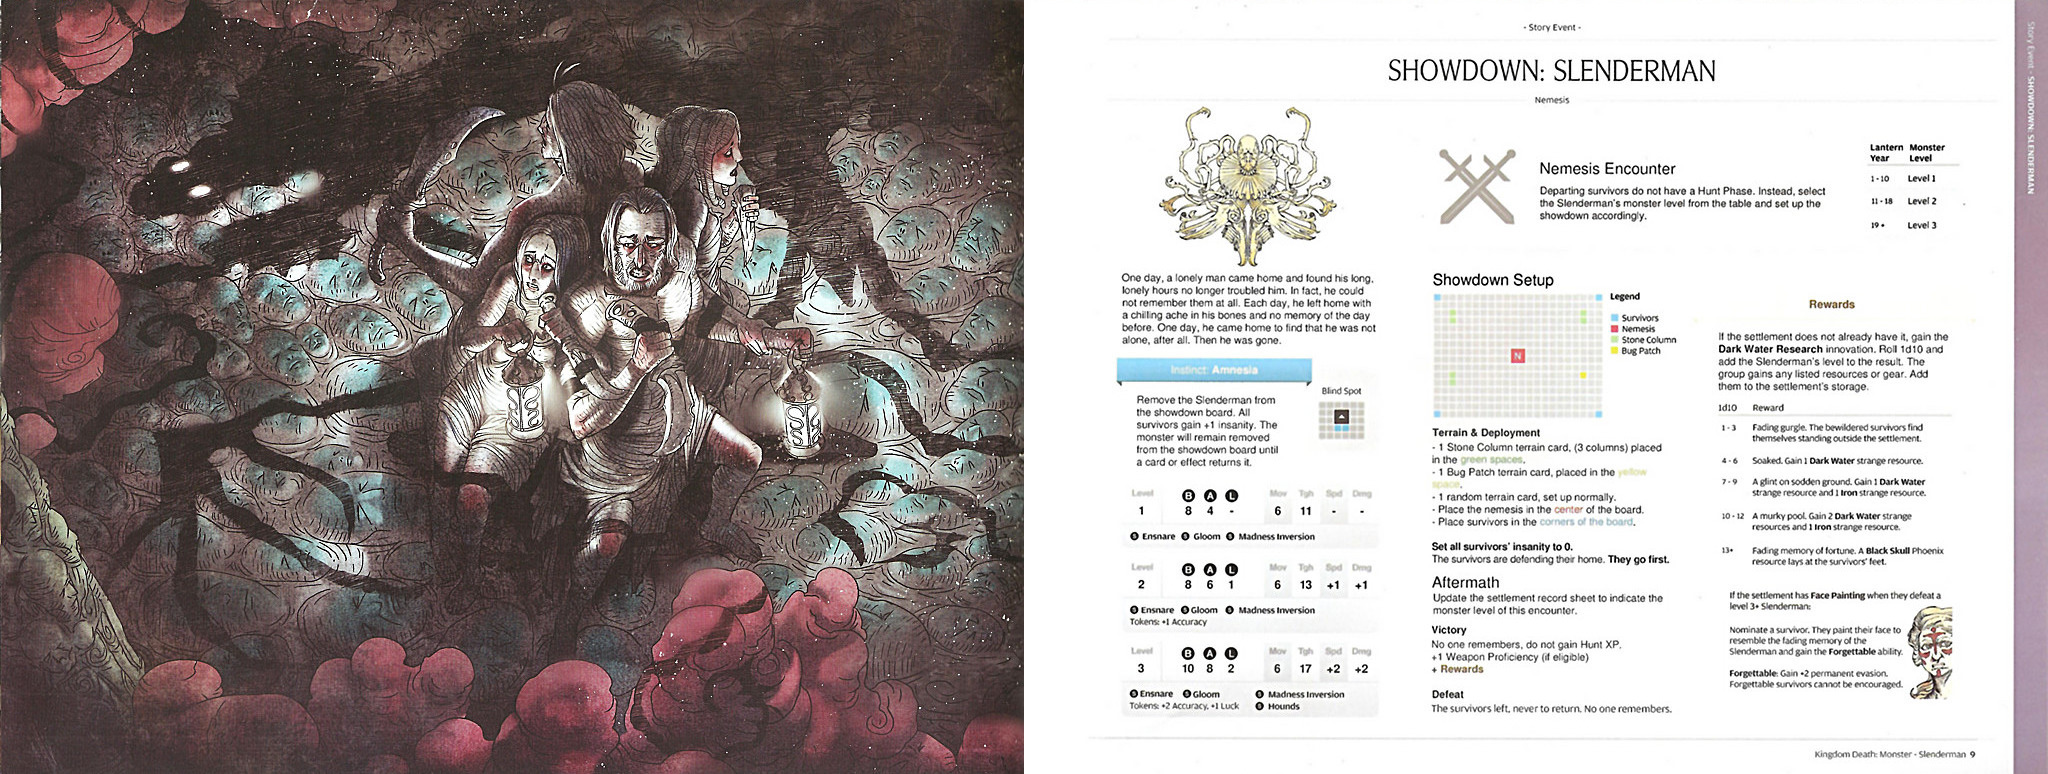 - Story Event -
SHOWDOWN: SLENDERMAN
Nemesis
One day, a lonely man came home and found his long,
lonely hours no longer troubled him. In fact, he could
not remember them at all. Each day, he left home with
a chilling ache in his bones and no memory of the day
before. One day, he came home to find that he was not
alone, after all. Then he was gone.
Instinct: Amnesia
Remove the Slenderman from
the showdown board. All
survivors gain +1 insanity. The
monster will remain removed
from the showdown board until
a card or effect returns it.
Blind Spot
Level B A L Mov Tgh Spd Dmg
1 8 4 - 6 11 - -
S Ensnare S Gloom S Madness Inversion
Level B A L Mov Tgh Spd Dmg
2 8 6 1 6 13 +1 +1
S Ensnare S Gloom S Madness Inversion
Tokens: +1 Accuracy
Level B A L Mov Tgh Spd Dmg
3 10 8 2 6 17 +2 +2
S Ensnare S Gloom S Madness Inversion
Tokens: +2 Accuracy, +1 Luck S Hounds
Nemesis Encounter
Departing survivors do not have a Hunt Phase. Instead, select
the Slenderman's monster level from the table and set up the
showdown accordingly.
Lantern Monster
Year Level
1 - 10 Level 1
11 - 18 Level 2
19 + Level 3
Showdown Setup
N
Legend
Survivors
Nemesis
Stone Column
Bug Patch
Terrain & Deployment
- 1 Stone Column terrain card, (3 columns) placed
in the green spaces.
- 1 Bug Patch terrain card, placed in the yellow
space.
- 1 random terrain card, set up normally.
- Place the nemesis in the center of the board.
- Place survivors in the corners of the board.
Set all survivors' insanity to 0.
The survivors are defending their home. They go first.
Aftermath
Update the settlement record sheet to indicate the
monster level of this encounter.
Victory
No one remembers, do not gain Hunt XP.
+1 Weapon Proficiency (if eligible)
+ Rewards
Defeat
The survivors left, never to return. No one remembers.
Rewards
If the settlement does not already have it, gain the
Dark Water Research innovation. Roll 1d10 and
add the Slenderman's level to the result. The
group gains any listed resources or gear. Add
them to the settlement's storage.
1d10 Reward
1 - 3 Fading gurgle. The bewildered survivors find
themselves standing outside the settlement.
4 - 6 Soaked. Gain 1 Dark Water strange resource.
7 - 9 A glint on sodden ground. Gain 1 Dark Water
strange resource and 1 Iron strange resource.
10 - 12 A murky pool. Gain 2 Dark Water strange
resources and 1 Iron strange resource.
13+ Fading memory of fortune. A Black Skull Phoenix
resource lays at the survivors' feet.
If the settlement has Face Painting when they defeat a
level 3+ Slenderman:
Nominate a survivor. They paint their face to
resemble the fading memory of the
Slenderman and gain the Forgettable ability.
Forgettable: Gain +2 permanent evasion.
Forgettable survivors cannot be encouraged.
Kingdom Death: Monster - Slenderman 9
Story Event - SHOWDOWN: SLENDERMAN